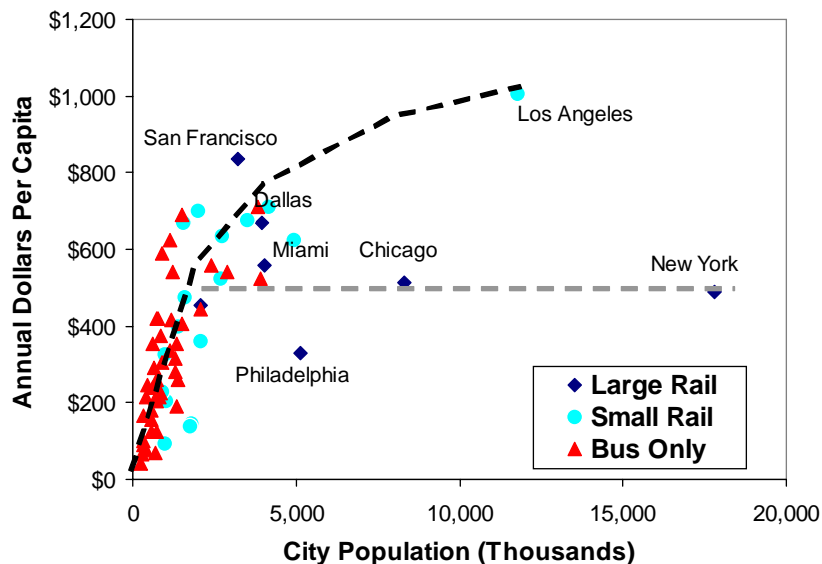 $1,200
$1,000
$800
$600
$400
$200
$0
Annual Dollars Per Capita
San Francisco
Los Angeles
Dallas
Miami
Chicago
New York
Philadelphia
Large Rail
Small Rail
Bus Only
0
5,000
10,000
15,000
20,000
City Population (Thousands)